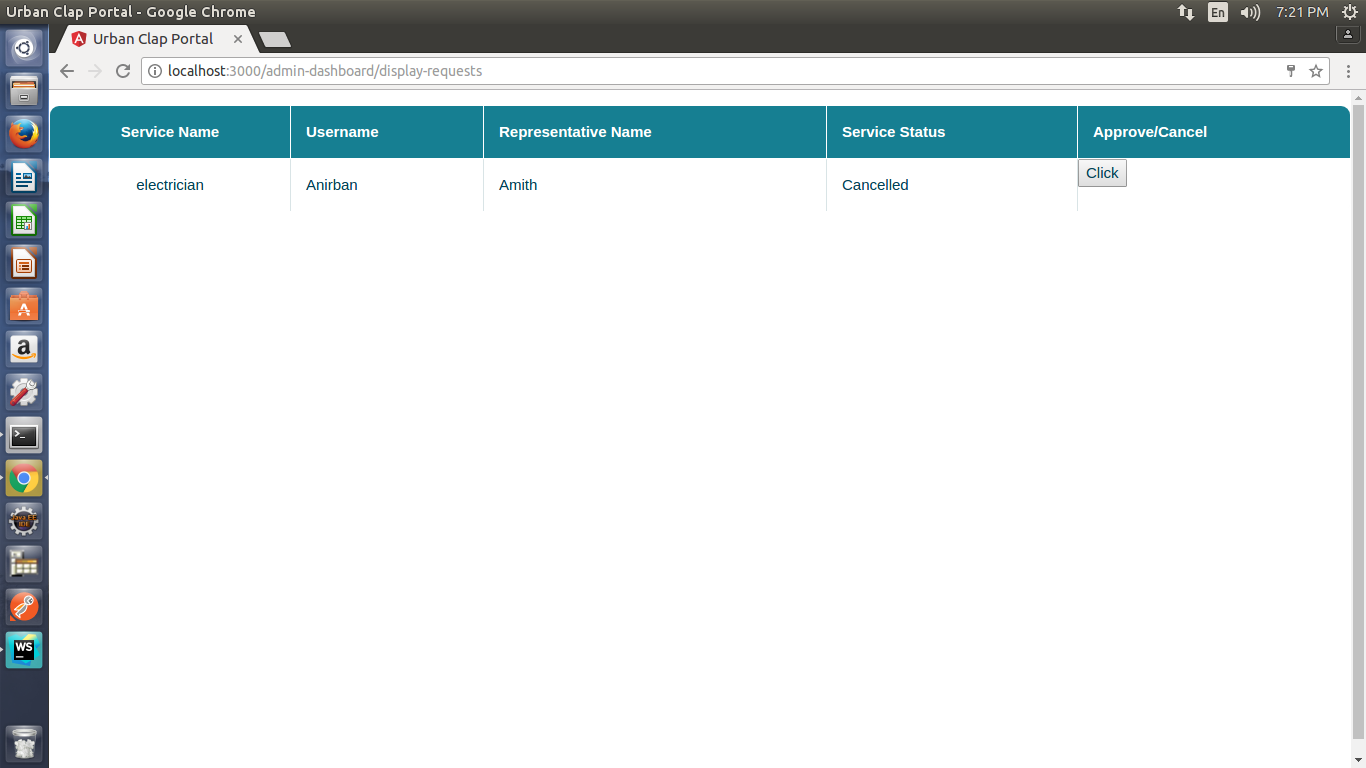 Urban Clap Portal - Google Chrome
En
7:21 PM
Urban Clap Portal
localhost:3000/admin-dashboard/display-requests
Service Name Username Representative Name Service Status Approve/Cancel
electrician Anirban Amith Cancelled Click
WS